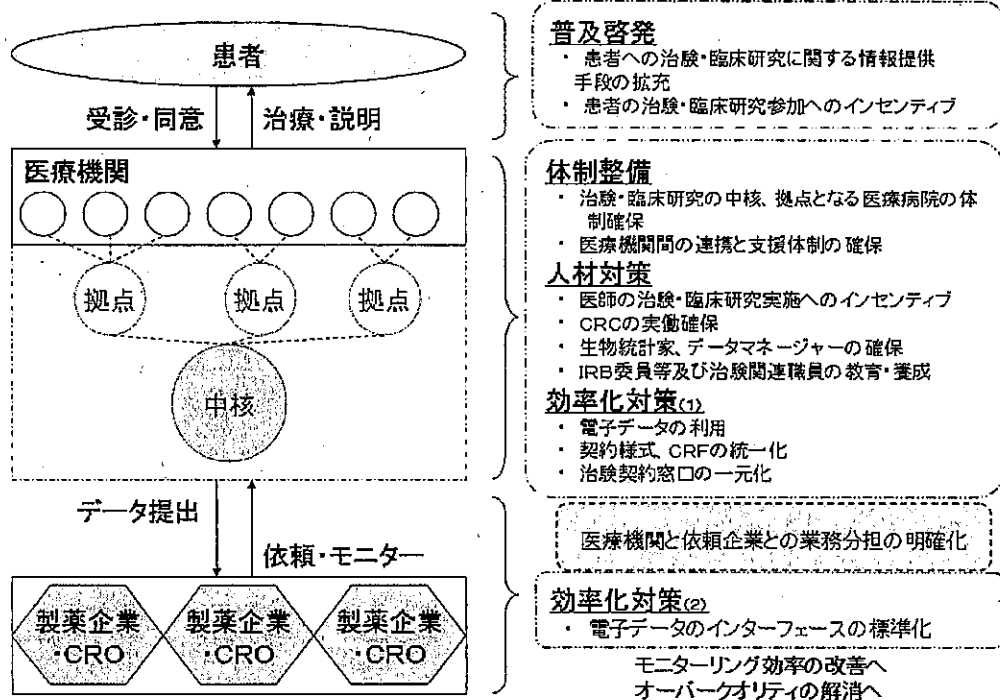 患者
受診・同意
治療・説明
医療機関
拠点
拠点
拠点
中核
データ提出
依頼・モニター
製薬企業
・CRO
製薬企業
・CRO
製薬企業
・CRO
普及啓発
・ 患者への治験・臨床研究に関する情報提供
手段の拡充
・ 患者の治験・臨床研究参加へのインセンティブ
体制整備
・ 治験・臨床研究の中核、拠点となる医療病院の体
制確保
・ 医療機関間の連携と支援体制の確保
人材対策
・ 医師の治験・臨床研究実施へのインセンティブ
・ CRCの実働確保
・ 生物統計家、データマネージャーの確保
・ IRB委員等及び治験関連職員の教育・養成
効率化対策(1)
・ 電子データの利用
・ 契約様式、CRFの統一化
・ 治験契約窓口の一元化
医療機関と依頼企業との業務分担の明確化
効率化対策(2)
・ 電子データのインターフェースの標準化
モニターリング効率の改善へ
オーバークオリティの解消へ